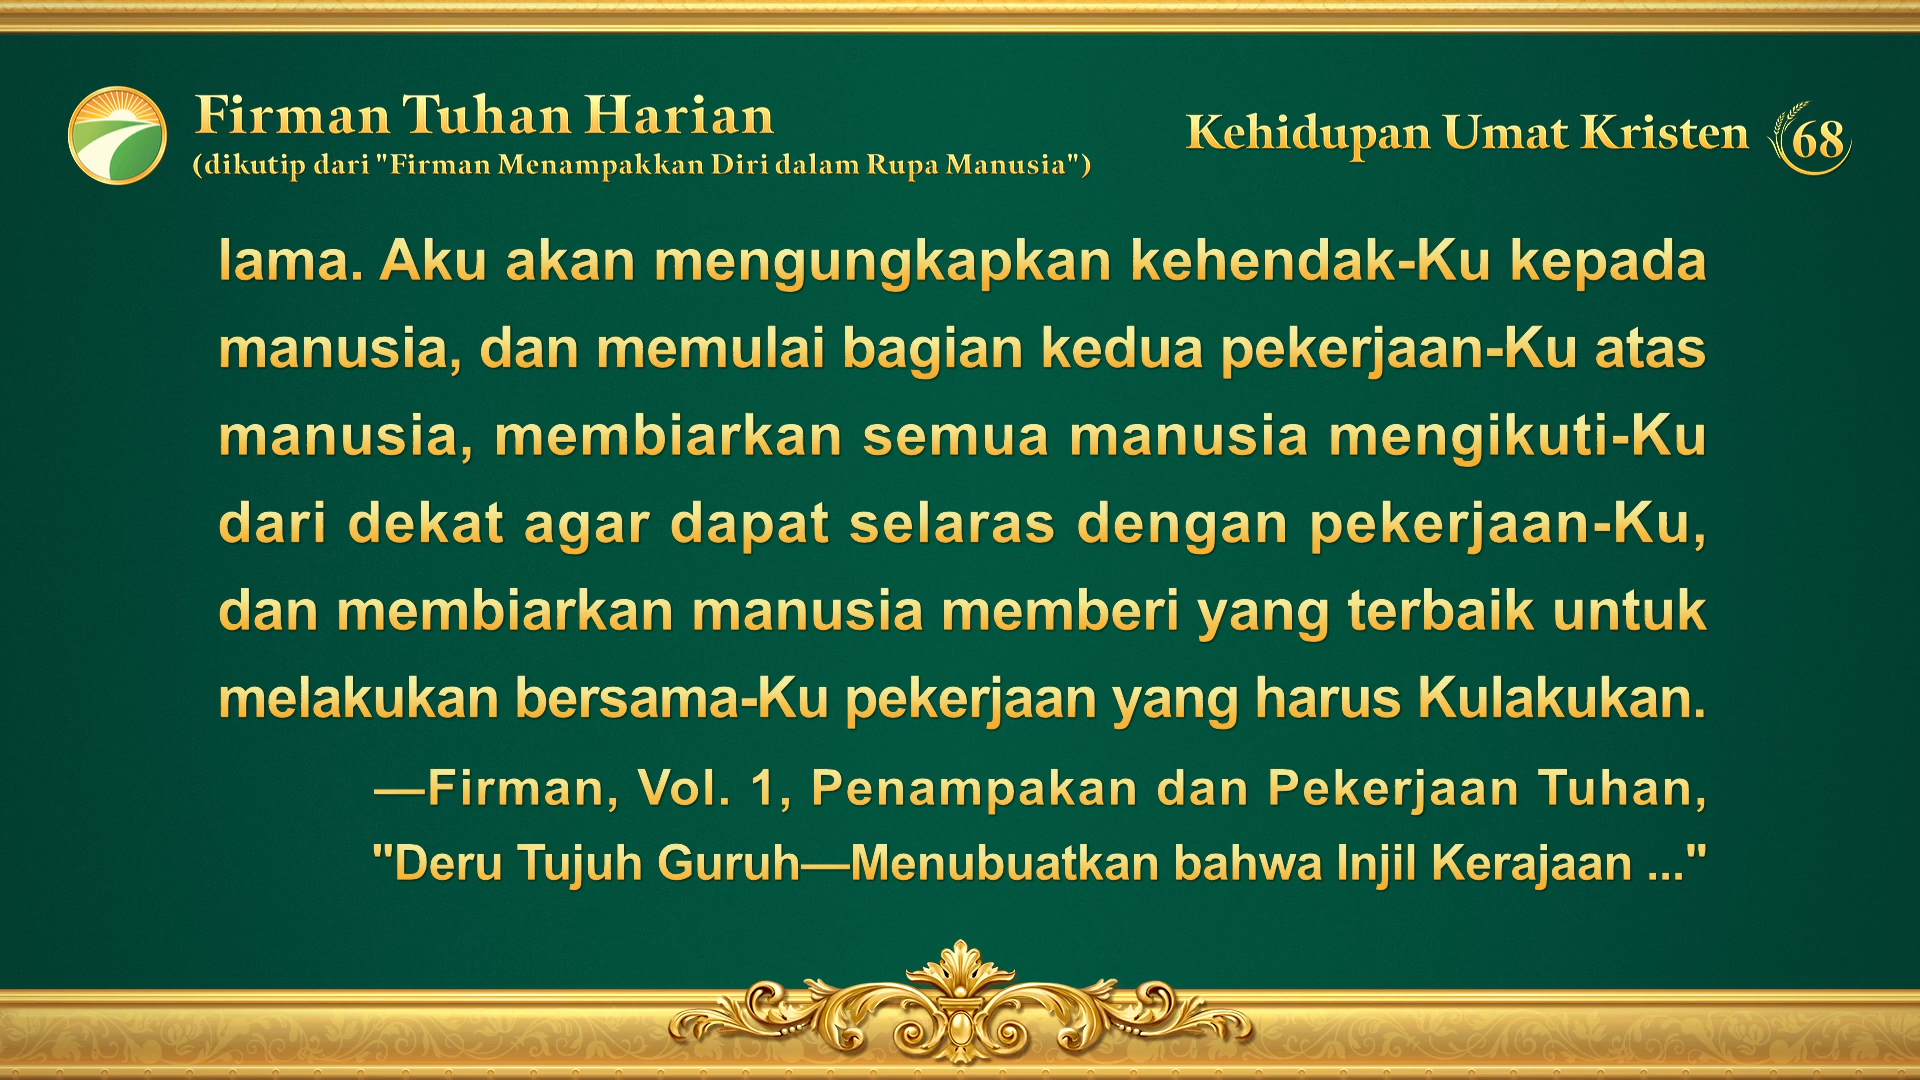 Firman Tuhan Harian
(dikutip dari "Firman Menampakkan Diri dalam Rupa Manusia")
Kehidupan Umat Kristen 68
lama. Aku akan mengungkapkan kehendak-Ku kepada
manusia, dan memulai bagian kedua pekerjaan-Ku atas
manusia, membiarkan semua manusia mengikuti-Ku
dari dekat agar dapat selaras dengan pekerjaan-Ku,
dan membiarkan manusia memberi yang terbaik untuk
melakukan bersama-Ku pekerjaan yang harus Kulakukan.
—Firman, Vol. 1, Penampakan dan Pekerjaan Tuhan,
"Deru Tujuh Guruh—Menubuatkan bahwa Injil Kerajaan ..."